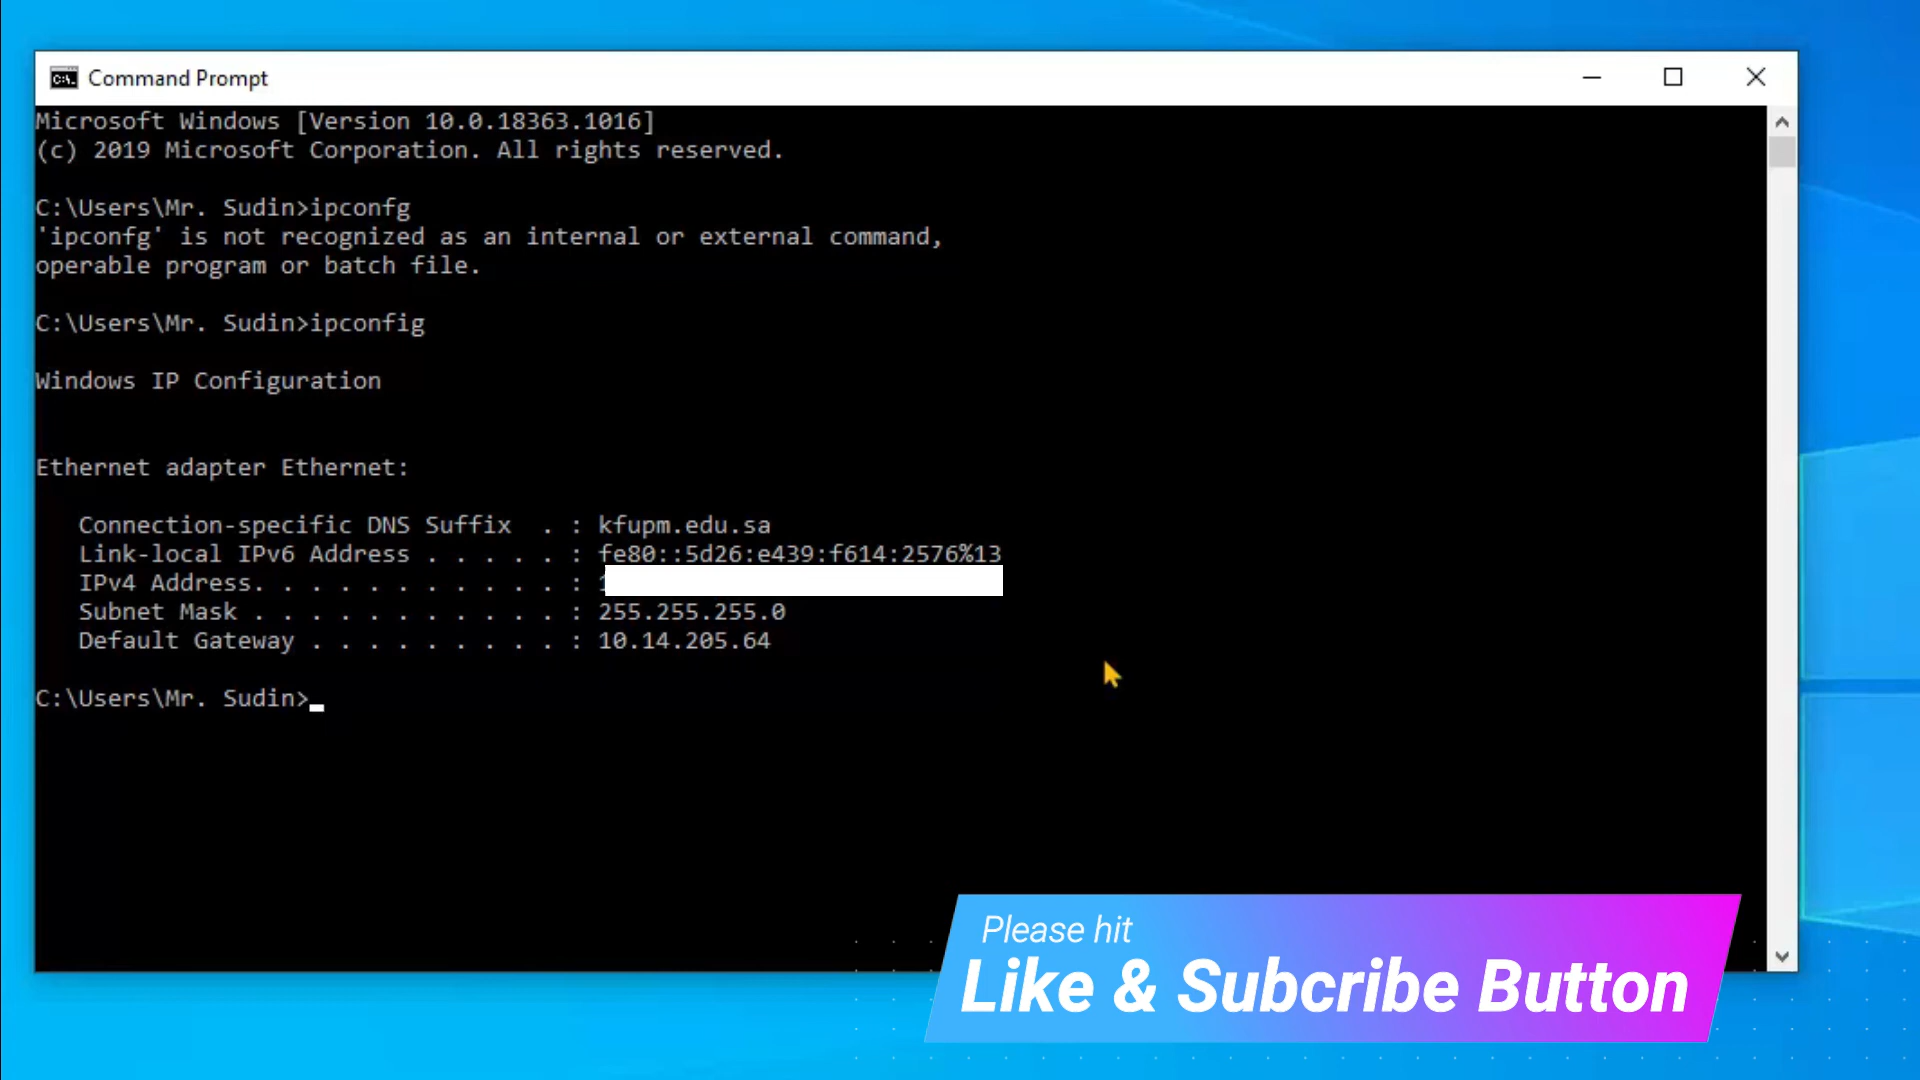 Command Prompt
Microsoft Windows [Version 10.0.18363.1016]
(c) 2019 Microsoft Corporation. All rights reserved.
C:\Users\Mr. Sudin>ipconfg
'ipconfg' is not recognized as an internal or external command,
operable program or batch file.
C:\Users\Mr. Sudin>ipconfig
Windows IP Configuration
Ethernet adapter Ethernet:
Connection-specific DNS Suffix  . : kfupm.edu.sa
Link-local IPv6 Address . . . . . : fe80::5d26:e439:f614:2576%13
IPv4 Address. . . . . . . . . . . :
Subnet Mask . . . . . . . . . . . : 255.255.255.0
Default Gateway . . . . . . . . . : 10.14.205.64
C:\Users\Mr. Sudin>
Please hit
Like & Subcribe Button